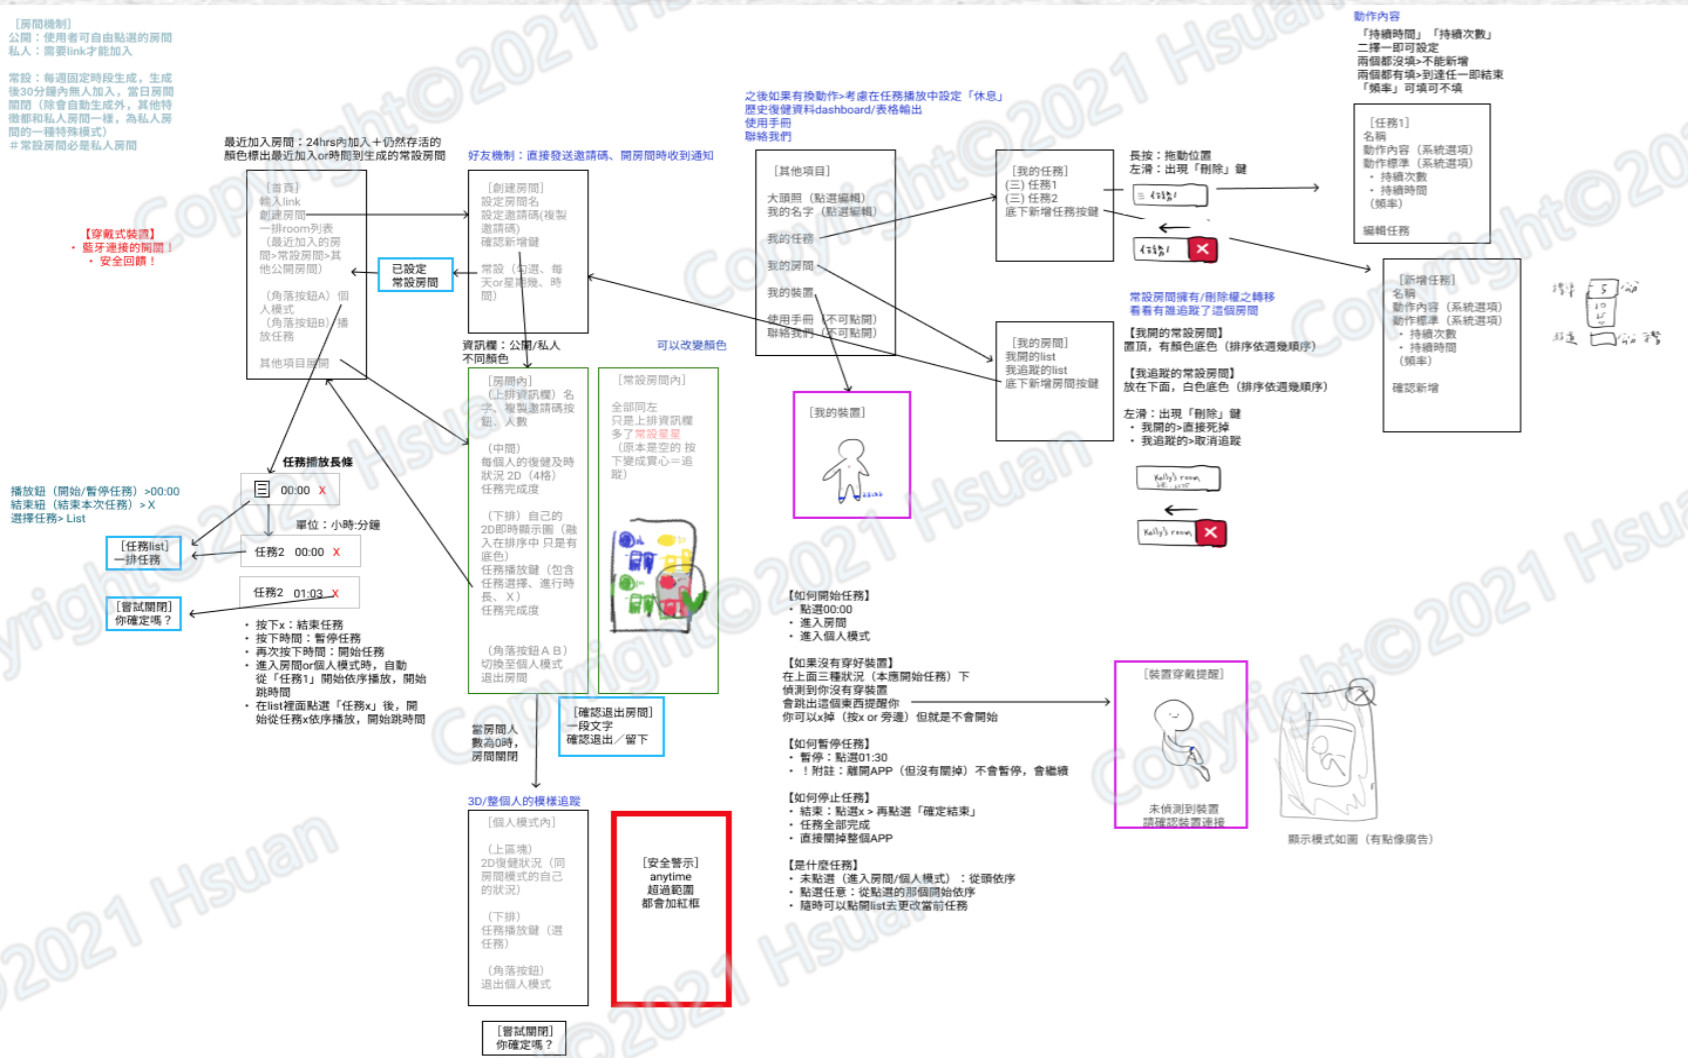 [房間機制]
公開：使用者可自由點選的房間
私人：需要link才能加入
常設：每週固定時段生成，生成
後30分鐘內無人加入，當日房間
關閉（除會自動生成外，其他特
徵都和私人房間一樣，為私人房
間的一種特殊模式）
＃常設房間必是私人房間
【穿戴式裝置】
・藍牙連接的開關！
・安全回饋！
最近加入房間：24hrs內加入＋仍然存活的
顏色標出最近加入or時間到生成的常設房間
[首頁]
輸入link
創建房間
一排room列表
（最近加入的房
間>常設房間>其
他公開房間）
（角落按鈕A）個
人模式
（角落按鈕B）播
放任務
其他項目展開
已設定
常設房間
好友機制：直接發送邀請碼、開房間時收到通知
[創建房間]
設定房間名
設定邀請碼(複製
邀請碼)
確認新增鍵
常設（勾選、每
天or星期幾、時
間）
資訊欄：公開/私人
不同顏色
可以改變顏色
[房間內]
（上排資訊欄）名
字、複製邀請碼按
鈕、人數
（中間）
每個人的復健及時
狀況 2D（4格）
任務完成度
（下排）自己的
2D即時顯示圖（融
入在排序中 只是有
底色）
任務播放鍵（包含
任務選擇、進行時
長、X）
任務完成度
（角落按鈕ＡＢ）
切換至個人模式
退出房間
[常設房間內]
全部同左
只是上排資訊欄
多了常設星星
（原本是空的 按
下變成實心＝追
蹤）
任務播放長條
00:00 X
單位：小時:分鐘
任務2 00:00 X
任務2 01:03 X
播放鈕（開始/暫停任務）>00:00
結束紐（結束本次任務）> X
選擇任務> List
[任務list]
一排任務
[嘗試關閉]
你確定嗎？
・按下x：結束任務
・按下時間：暫停任務
・再次按下時間：開始任務
・進入房間or個人模式時，自動
從「任務1」開始依序播放，開始
跳時間
・在list裡面點選「任務x」後，開
始從任務x依序播放，開始跳時間
當房間人
數為0時，
房間關閉
[確認退出房間]
一段文字
確認退出／留下
3D/整個人的模樣追蹤
[個人模式內]
（上區塊）
2D復健狀況（同
房間模式的自己
的狀況）
（下排）
任務播放鍵（選
任務）
（角落按鈕）
退出個人模式
[嘗試關閉]
你確定嗎？
[安全警示]
anytime
超過範圍
都會加紅框
之後如果有換動作>考慮在任務播放中設定「休息」
歷史復健資料dashboard/表格輸出
使用手冊
聯絡我們
[其他項目]
大頭照（點選編輯）
我的名字（點選編輯）
我的任務
我的房間
我的裝置
使用手冊（不可點開）
聯絡我們（不可點開）
[我的任務]
(三) 任務1
(三) 任務2
底下新增任務按鍵
長按：拖動位置
左滑：出現「刪除」鍵
任務1
任務1
動作內容
「持續時間」「持續次數」
二擇一即可設定
兩個都沒填>不能新增
兩個都有填>到達任一即結束
「頻率」可填可不填
[任務1]
名稱
動作內容（系統選項）
動作標準（系統選項）
・持續次數
・持續時間
（頻率）
編輯任務
[新增任務]
名稱
動作內容（系統選項）
動作標準（系統選項）
・持續次數
・持續時間
（頻率）
確認新增
5
10
15
[我的房間]
我開的list
我追蹤的list
底下新增房間按鍵
常設房間擁有/刪除權之轉移
看看有誰追蹤了這個房間
【我開的常設房間】
置頂，有顏色底色（排序依週幾順序）
【我追蹤的常設房間】
放在下面，白色底色（排序依週幾順序）
左滑：出現「刪除」鍵
・我開的>直接死掉
・我追蹤的>取消追蹤
Kelly's room
Kelly's room
[我的裝置]
【如何開始任務】
・點選00:00
・進入房間
・進入個人模式
【如果沒有穿好裝置】
在上面三種狀況（本應開始任務）下
偵測到你沒有穿裝置
會跳出這個東西提醒你
你可以x掉（按x or 旁邊）但就是不會開始
【如何暫停任務】
・暫停：點選01:30
・！附註：離開APP（但沒有關掉）不會暫停，會繼續
【如何停止任務】
・結束：點選x > 再點選「確定結束」
・任務全部完成
・直接關掉整個APP
【是什麼任務】
・未點選（進入房間/個人模式）：從頭依序
・點選任意：從點選的那個開始依序
・隨時可以點開list去更改當前任務
[裝置穿戴提醒]
未偵測到裝置
請確認裝置連接
顯示模式如圖（有點像廣告）
Copyright©2021 Hsuan